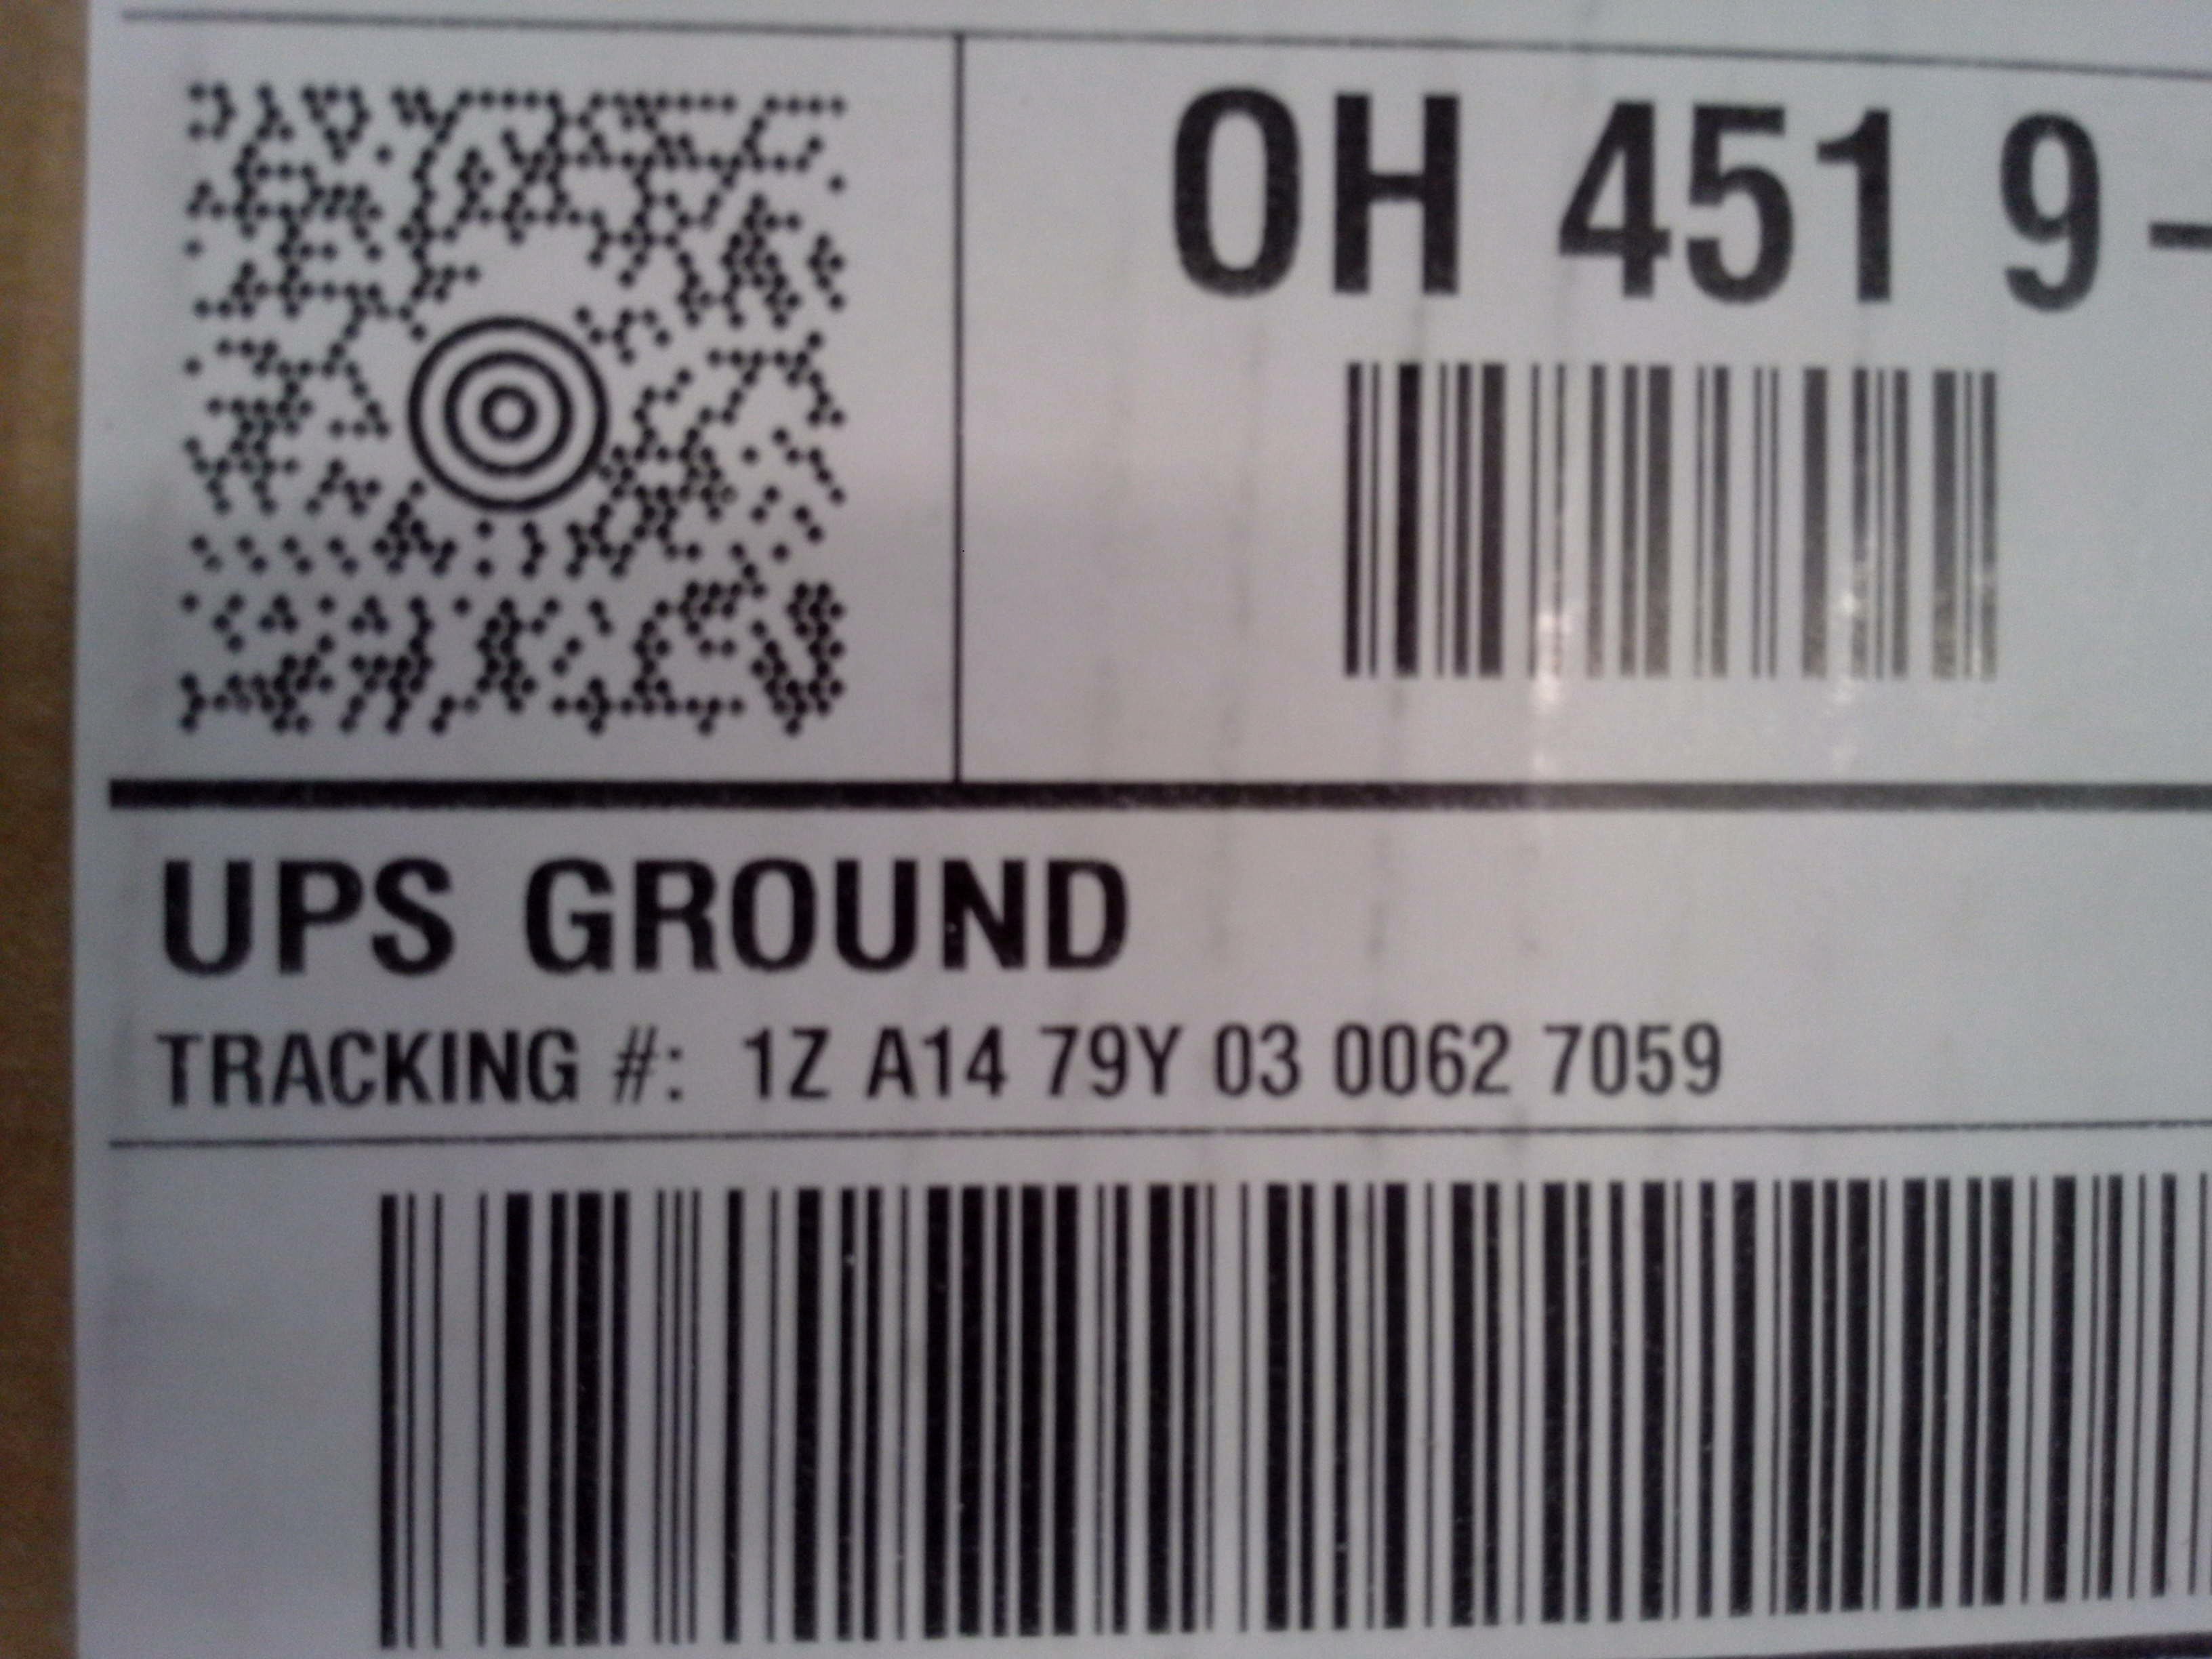 OH 451 9-
UPS GROUND
TRACKING #: 1Z A14 79Y 03 0062 7059